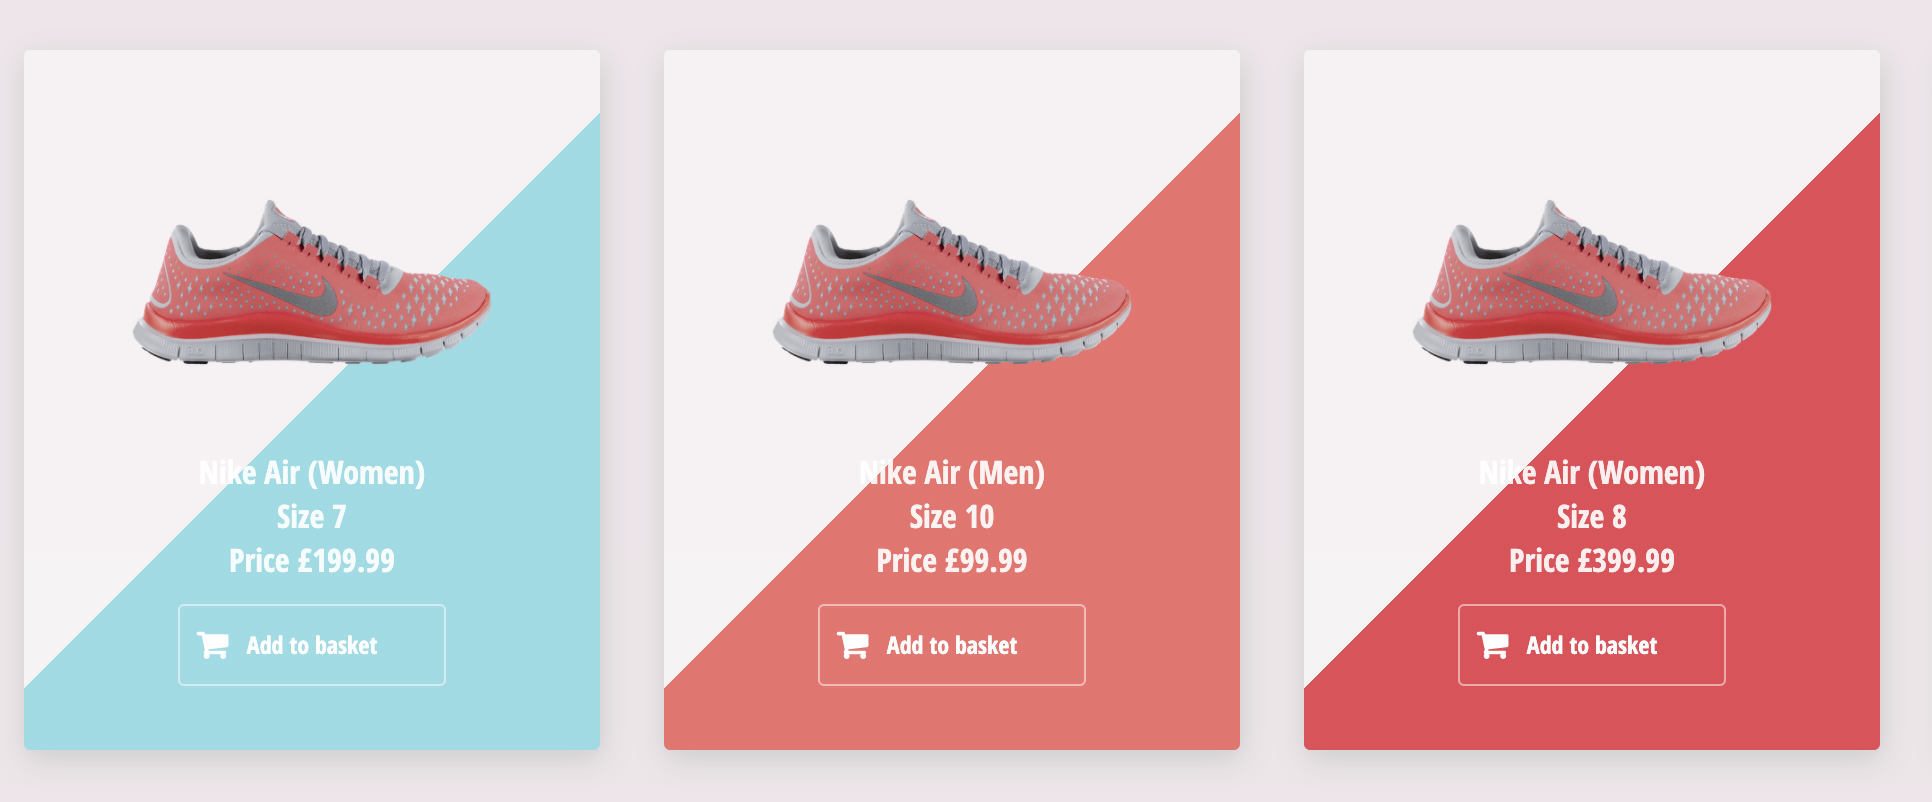 Nike Air (Women)
Size 7
Price £199.99
Add to basket
Nike Air (Men)
Size 10
Price £99.99
Add to basket
Nike Air (Women)
Size 8
Price £399.99
Add to basket